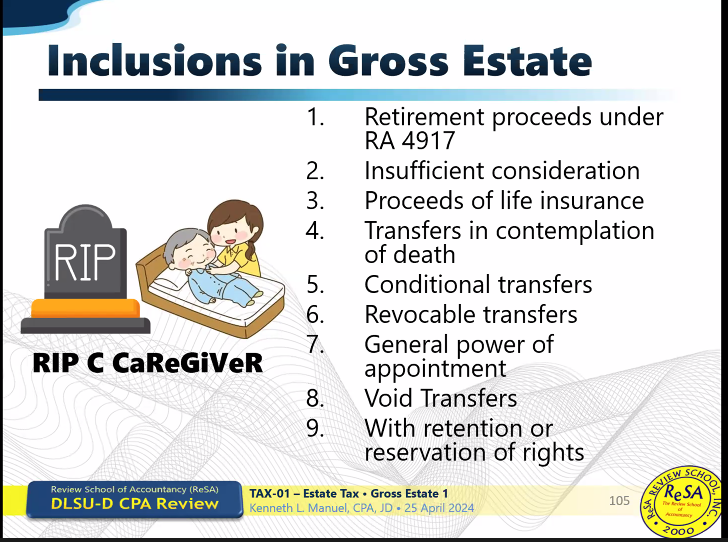 Inclusions in Gross Estate
1. Retirement proceeds under
RA 4917
2. Insufficient consideration
3. Proceeds of life insurance
4. Transfers in contemplation
of death
5. Conditional transfers
6. Revocable transfers
7. General power of
appointment
8. Void Transfers
9. With retention or
reservation of rights
RIP
RIP C CaReGiVeR
Review School of Accountancy (ReSA)
DLSU-D CPA Review
TAX-01 – Estate Tax • Gross Estate 1
Kenneth L. Manuel, CPA, JD • 25 April 2024
105
ReSA REVIEW SCHOOL, INC.
ReSA
The Review School
of
Accountancy
• 2000 •